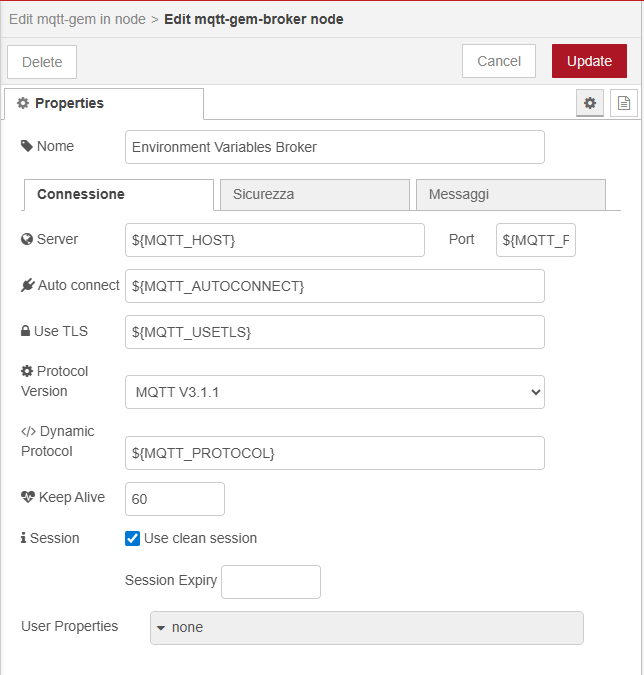 Edit mqtt-gem in node > Edit mqtt-gem-broker node
Delete Cancel Update
Properties
Nome Environment Variables Broker
Connessione Sicurezza Messaggi
Server ${MQTT_HOST} Port ${MQTT_F
Auto connect ${MQTT_AUTOCONNECT}
Use TLS ${MQTT_USETLS}
Protocol
Version MQTT V3.1.1
</> Dynamic
Protocol ${MQTT_PROTOCOL}
Keep Alive 60
Session Use clean session
Session Expiry
User Properties none